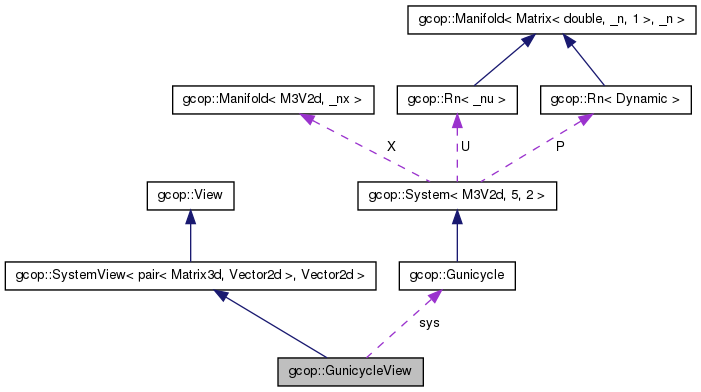 gcop::Manifold< Matrix< double, _n, 1 >, _n >
gcop::Manifold< M3V2d, _nx >
gcop::Rn< _nu >
gcop::Rn< Dynamic >
X
U
P
gcop::View
gcop::System< M3V2d, 5, 2 >
gcop::SystemView< pair< Matrix3d, Vector2d >, Vector2d >
gcop::Gunicycle
sys
gcop::GunicycleView